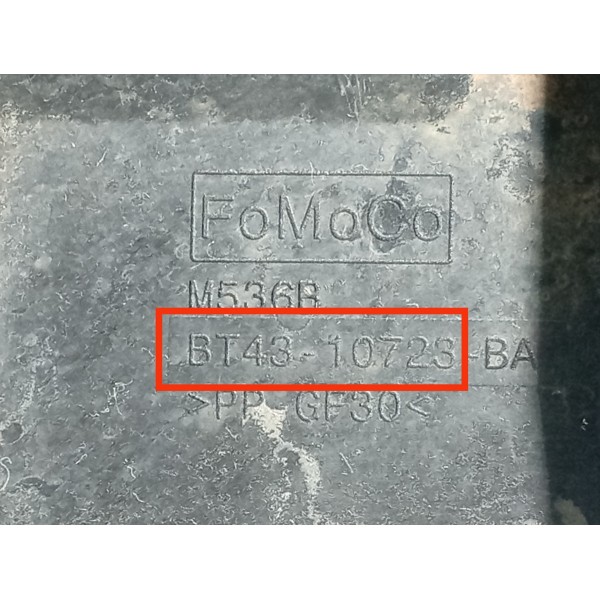 FoMoCo
M536B
BT43-10723-BA
>PP GF30<